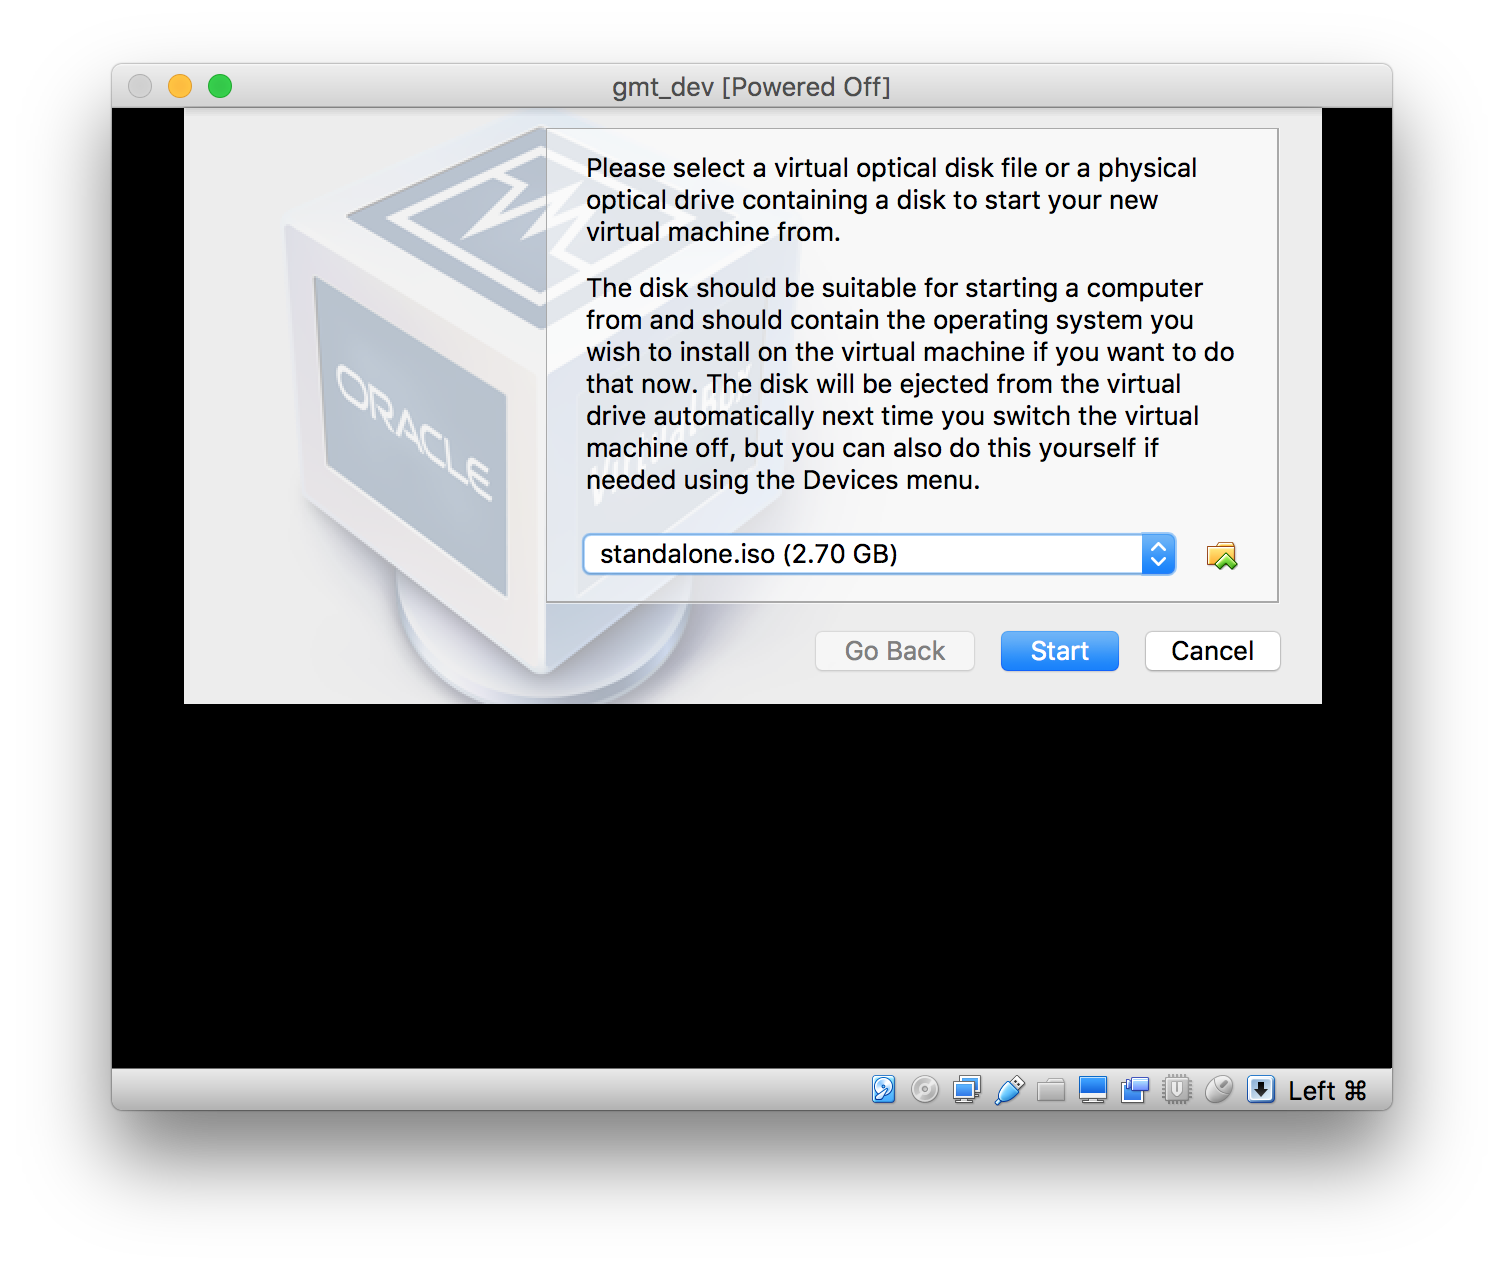 gmt_dev [Powered Off]
Please select a virtual optical disk file or a physical
optical drive containing a disk to start your new
virtual machine from.
The disk should be suitable for starting a computer
from and should contain the operating system you
wish to install on the virtual machine if you want to do
that now. The disk will be ejected from the virtual
drive automatically next time you switch the virtual
machine off, but you can also do this yourself if
needed using the Devices menu.
ORACLE
VirtualBox
standalone.iso (2.70 GB)
Go Back
Start
Cancel
Left ⌘